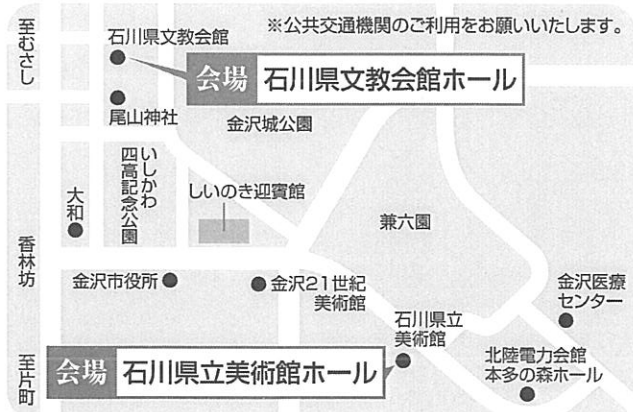 ※公共交通機関のご利用をお願いいたします。
至むさし
石川県文教会館
会場 石川県文教会館ホール
尾山神社
金沢城公園
いしかわ
四高記念公園
しいのき迎賓館
大和
兼六園
香林坊
金沢市役所
金沢21世紀
美術館
金沢医療
センター
石川県立
美術館
北陸電力会館
本多の森ホール
至片町
会場 石川県立美術館ホール